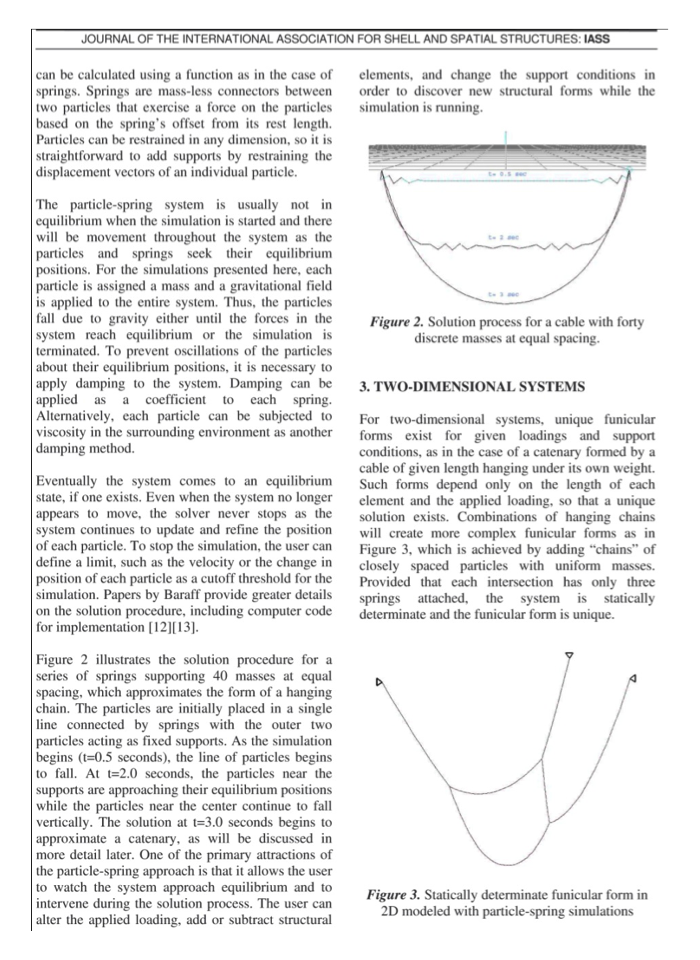 JOURNAL OF THE INTERNATIONAL ASSOCIATION FOR SHELL AND SPATIAL STRUCTURES: IASS
can be calculated using a function as in the case of
springs. Springs are mass-less connectors between
two particles that exercise a force on the particles
based on the spring's offset from its rest length.
Particles can be restrained in any dimension, so it is
straightforward to add supports by restraining the
displacement vectors of an individual particle.
The particle-spring system is usually not in
equilibrium when the simulation is started and there
will be movement throughout the system as the
particles and springs seek their equilibrium
positions. For the simulations presented here, each
particle is assigned a mass and a gravitational field
is applied to the entire system. Thus, the particles
fall due to gravity either until the forces in the
system reach equilibrium or the simulation is
terminated. To prevent oscillations of the particles
about their equilibrium positions, it is necessary to
apply damping to the system. Damping can be
applied as a coefficient to each spring.
Alternatively, each particle can be subjected to
viscosity in the surrounding environment as another
damping method.
Eventually the system comes to an equilibrium
state, if one exists. Even when the system no longer
appears to move, the solver never stops as the
system continues to update and refine the position
of each particle. To stop the simulation, the user can
define a limit, such as the velocity or the change in
position of each particle as a cutoff threshold for the
simulation. Papers by Baraff provide greater details
on the solution procedure, including computer code
for implementation [12][13].
Figure 2 illustrates the solution procedure for a
series of springs supporting 40 masses at equal
spacing, which approximates the form of a hanging
chain. The particles are initially placed in a single
line connected by springs with the outer two
particles acting as fixed supports. As the simulation
begins (t=0.5 seconds), the line of particles begins
to fall. At t=2.0 seconds, the particles near the
supports are approaching their equilibrium positions
while the particles near the center continue to fall
vertically. The solution at t=3.0 seconds begins to
approximate a catenary, as will be discussed in
more detail later. One of the primary attractions of
the particle-spring approach is that it allows the user
to watch the system approach equilibrium and to
intervene during the solution process. The user can
alter the applied loading, add or subtract structural
elements, and change the support conditions in
order to discover new structural forms while the
simulation is running.
t= 0.5 sec
t= 2 sec
t= 3 sec
Figure 2. Solution process for a cable with forty
discrete masses at equal spacing.
3. TWO-DIMENSIONAL SYSTEMS
For two-dimensional systems, unique funicular
forms exist for given loadings and support
conditions, as in the case of a catenary formed by a
cable of given length hanging under its own weight.
Such forms depend only on the length of each
element and the applied loading, so that a unique
solution exists. Combinations of hanging chains
will create more complex funicular forms as in
Figure 3, which is achieved by adding "chains" of
closely spaced particles with uniform masses.
Provided that each intersection has only three
springs attached, the system is statically
determinate and the funicular form is unique.
Figure 3. Statically determinate funicular form in
2D modeled with particle-spring simulations